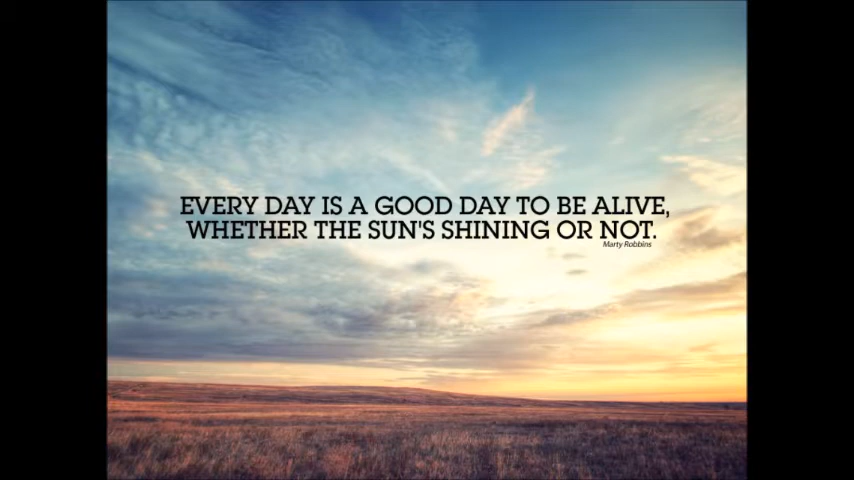 EVERY DAY IS A GOOD DAY TO BE ALIVE,
WHETHER THE SUN'S SHINING OR NOT.
Marty Robbins